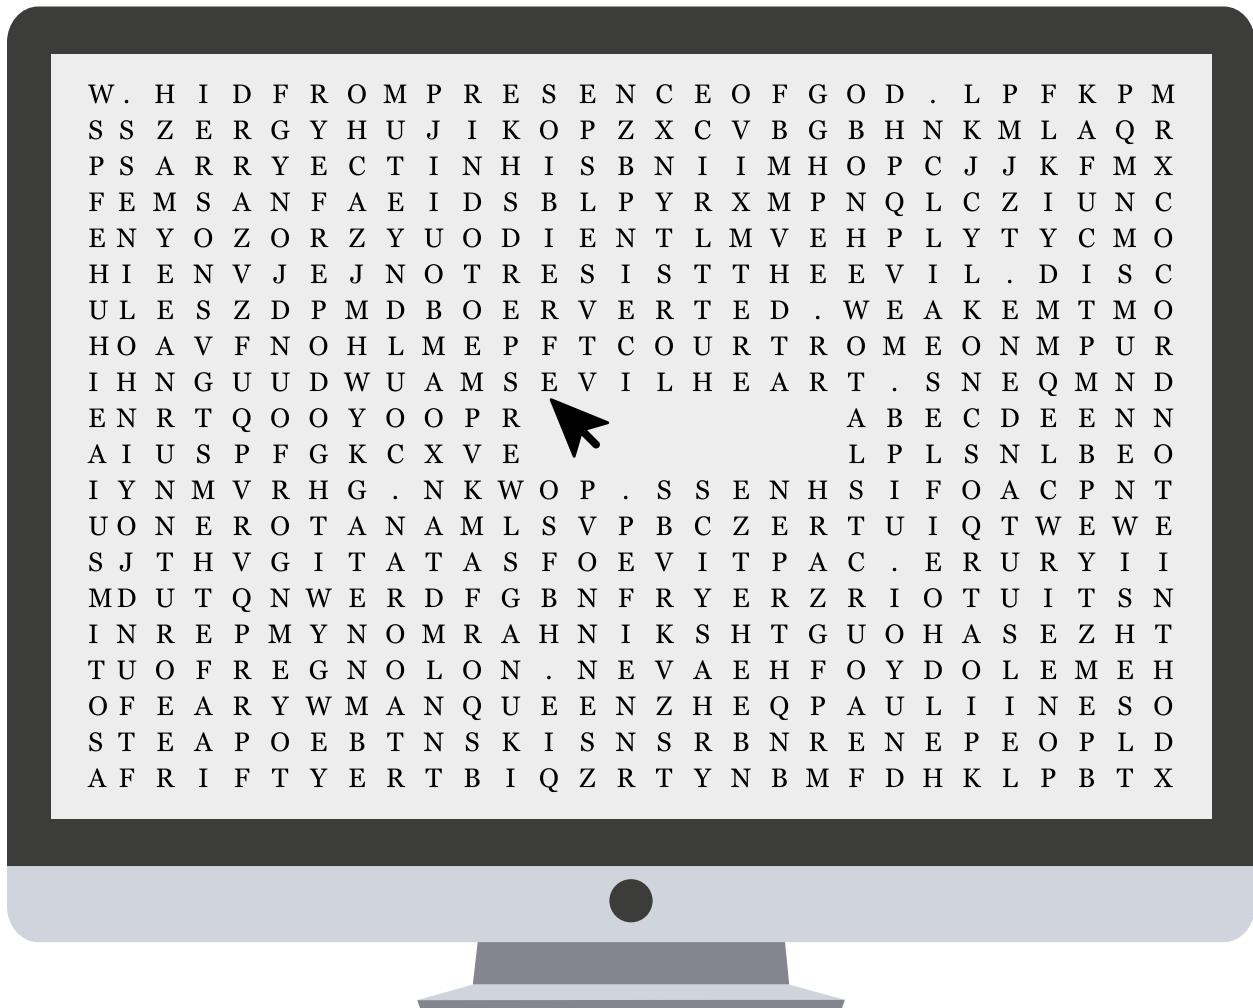 W . H I D F R O M P R E S E N C E O F G O D . L P F K P M
S S Z E R G Y H U J I K O P Z X C V B G B H N K M L A Q R
P S A R R Y E C T I N H I S B N I I M H O P C J J K F M X
F E M S A N F A E I D S B L P Y R X M P N Q L C Z I U N C
E N Y O Z O R Z Y U O D I E N T L M V E H P L Y T Y C M O
H I E N V J E J N O T R E S I S T T H E E V I L . D I S C
U L E S Z D P M D B O E R V E R T E D . W E A K E M T M O
H O A V F N O H L M E P F T C O U R T R O M E O N M P U R
I H N G U U D W U A M S E V I L H E A R T . S N E Q M N D
E N R T Q O O Y O O P R A B E C D E E N N
A I U S P F G K C X V E L P L S N L B E O
I Y N M V R H G . N K W O P . S S E N H S I F O A C P N T
U O N E R O T A N A M L S V P B C Z E R T U I Q T W E W E
S J T H V G I T A T A S F O E V I T P A C . E R U R Y I I
M D U T Q N W E R D F G B N F R Y E R Z R I O T U I T S N
I N R E P M Y N O M R A H N I K S H T G U O H A S E Z H T
T U O F R E G N O L O N . N E V A E H F O Y D O L E M E H
O F E A R Y W M A N Q U E E N Z H E Q P A U L I I N E S O
S T E A P O E B T N S K I S N S R B N R E N E P E O P L D
A F R I F T Y E R T B I Q Z R T Y N B M F D H K L P B T X